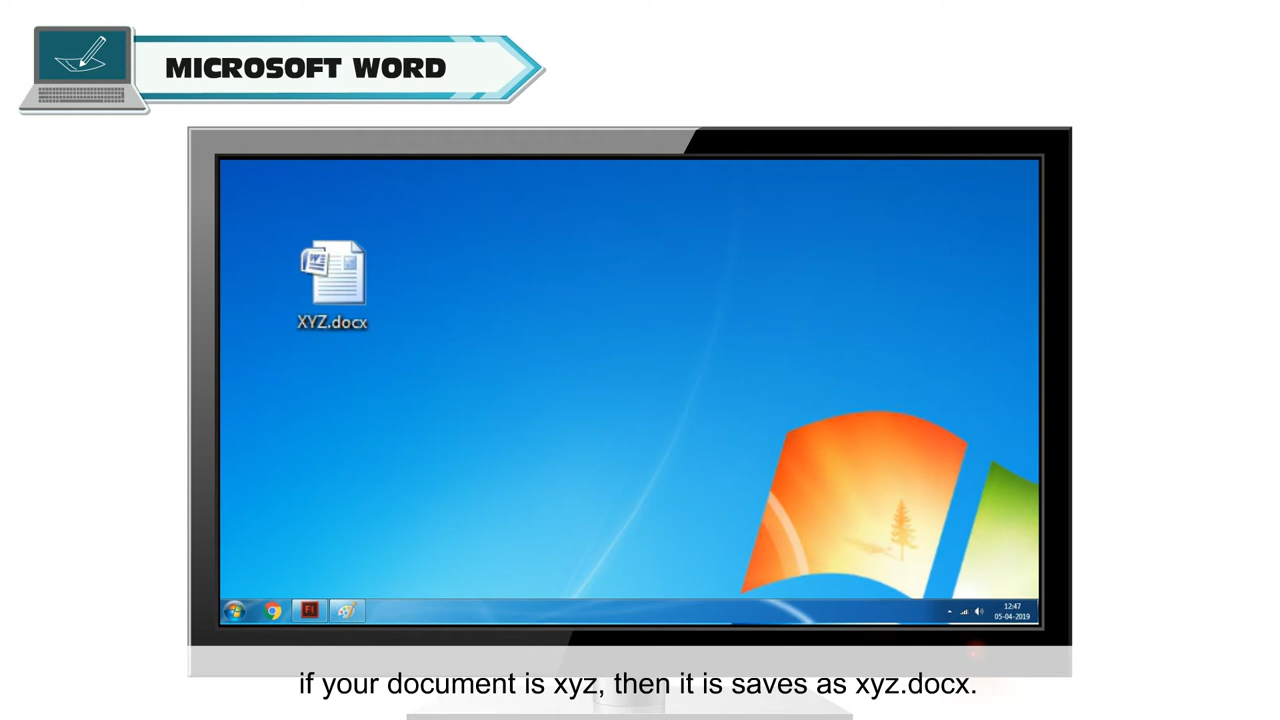 MICROSOFT WORD
W
XYZ.docx
Fl
12:47
05-04-2019
if your document is xyz, then it is saves as xyz.docx.